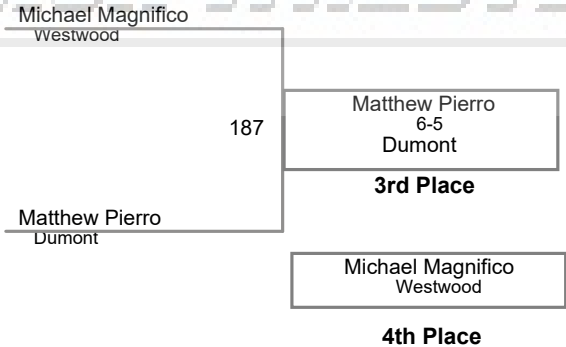 Michael Magnifico
Westwood
187
Matthew Pierro
6-5
Dumont
3rd Place
Matthew Pierro
Dumont
Michael Magnifico
Westwood
4th Place